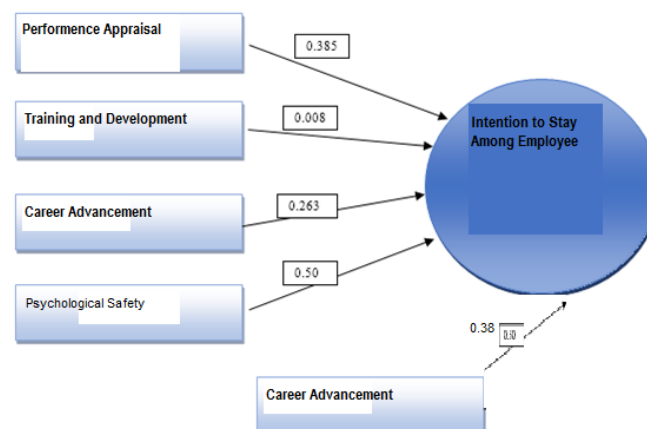 Performence Appraisal
0.385
Training and Development
0.008
Intention to Stay
Among Employee
Career Advancement
0.263
Psychological Safety
0.50
0.38
Career Advancement